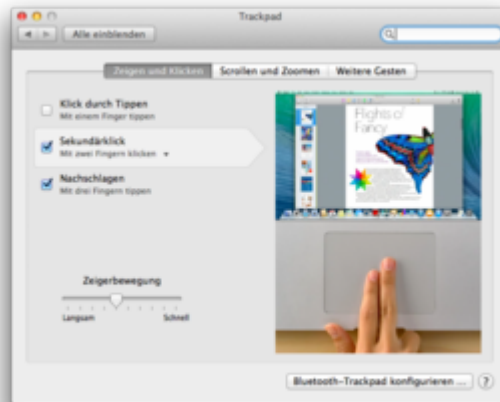 Trackpad
Alle einblenden
Zeigen und Klicken Scrollen und Zoomen Weitere Gesten
Klick durch Tippen
Mit einem Finger tippen
Sekundärklick
Mit zwei Fingern klicken
Nachschlagen
Mit drei Fingern tippen
Flights of
Fancy
Zeigerbewegung
Langsam Schnell
Bluetooth-Trackpad konfigurieren ... ?